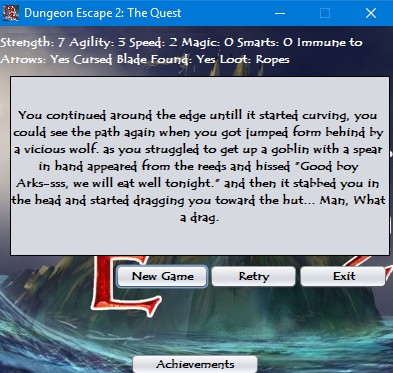 Dungeon Escape 2: The Quest
Strength: 7 Agility: 3 Speed: 2 Magic: 0 Smarts: 0 Immune to
Arrows: Yes Cursed Blade Found: Yes Loot: Ropes
You continued around the edge untill it started curving, you
could see the path again when you got jumped form behind by
a vicious wolf. as you struggled to get up a goblin with a spear
in hand appeared from the reeds and hissed "Good boy
Arks-sss, we will eat well tonight." and then it stabbed you in
the head and started dragging you toward the hut... Man, What
a drag.
New Game Retry Exit
Achievements